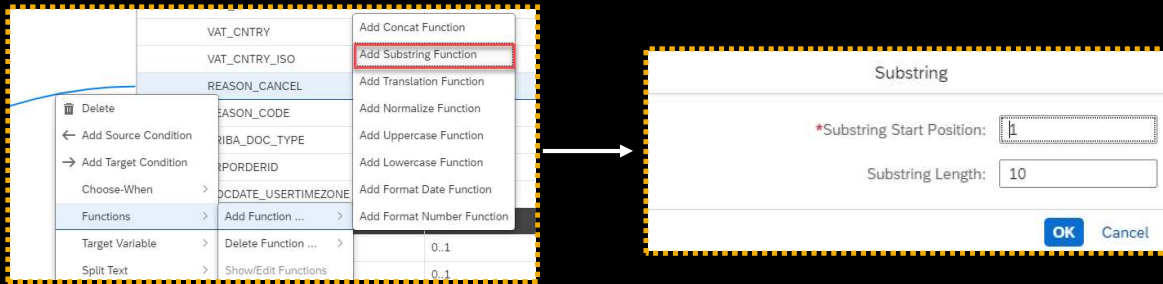 VAT_CNTRY
VAT_CNTRY_ISO
REASON_CANCEL
EASON_CODE
RIBA_DOC_TYPE
RPORDERID
OCDATE_USERTIMEZONE
0..1
0..1
Delete
Add Source Condition
Add Target Condition
Choose-When
Functions
Target Variable
Split Text
Add Function ...
Delete Function ...
Show/Edit Functions
Add Concat Function
Add Substring Function
Add Translation Function
Add Normalize Function
Add Uppercase Function
Add Lowercase Function
Add Format Date Function
Add Format Number Function
Substring
*Substring Start Position: 1
Substring Length: 10
OK Cancel